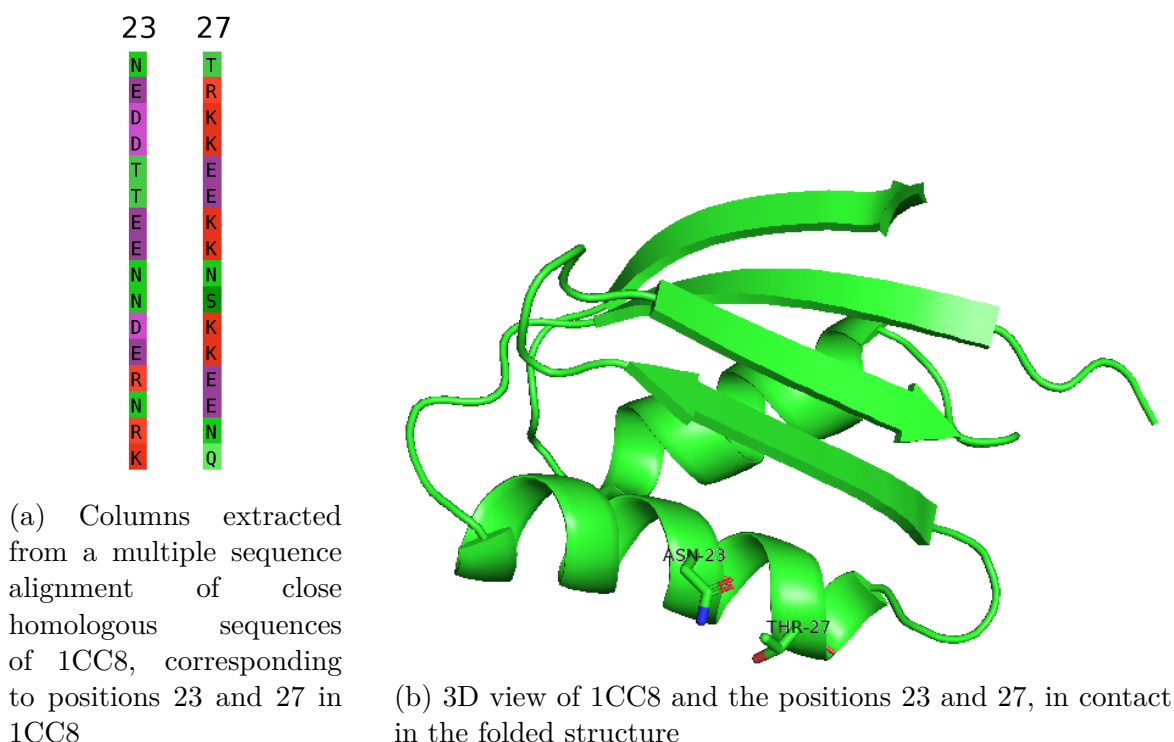 23 27
N T
E R
D K
D K
T E
T E
E K
E K
N N
N S
D K
E K
R E
N E
R N
K Q
ASN-23
THR-27
(a) Columns extracted
from a multiple sequence
alignment of close
homologous sequences
of 1CC8, corresponding
to positions 23 and 27 in
1CC8
(b) 3D view of 1CC8 and the positions 23 and 27, in contact
in the folded structure